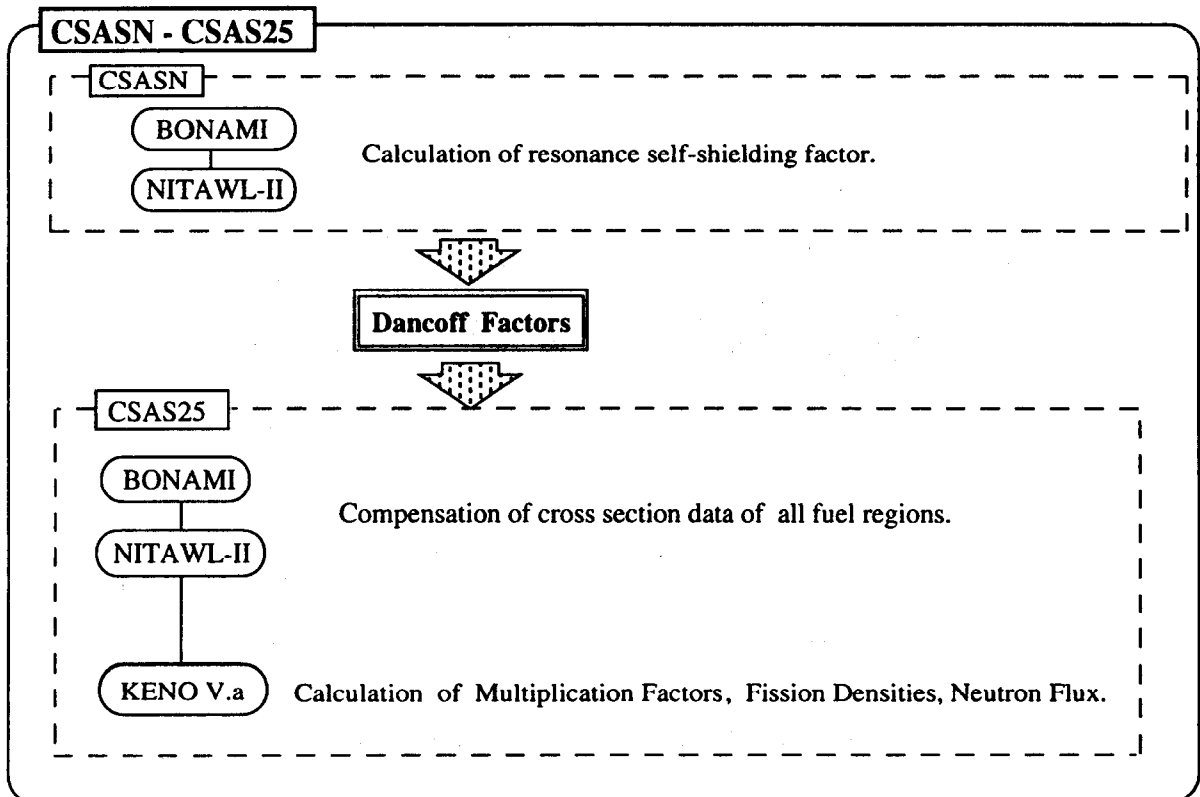 CSASN - CSAS25
CSASN
BONAMI
Calculation of resonance self-shielding factor.
NITAWL-II
Dancoff Factors
CSAS25
BONAMI
Compensation of cross section data of all fuel regions.
NITAWL-II
KENO V.a
Calculation of Multiplication Factors, Fission Densities, Neutron Flux.